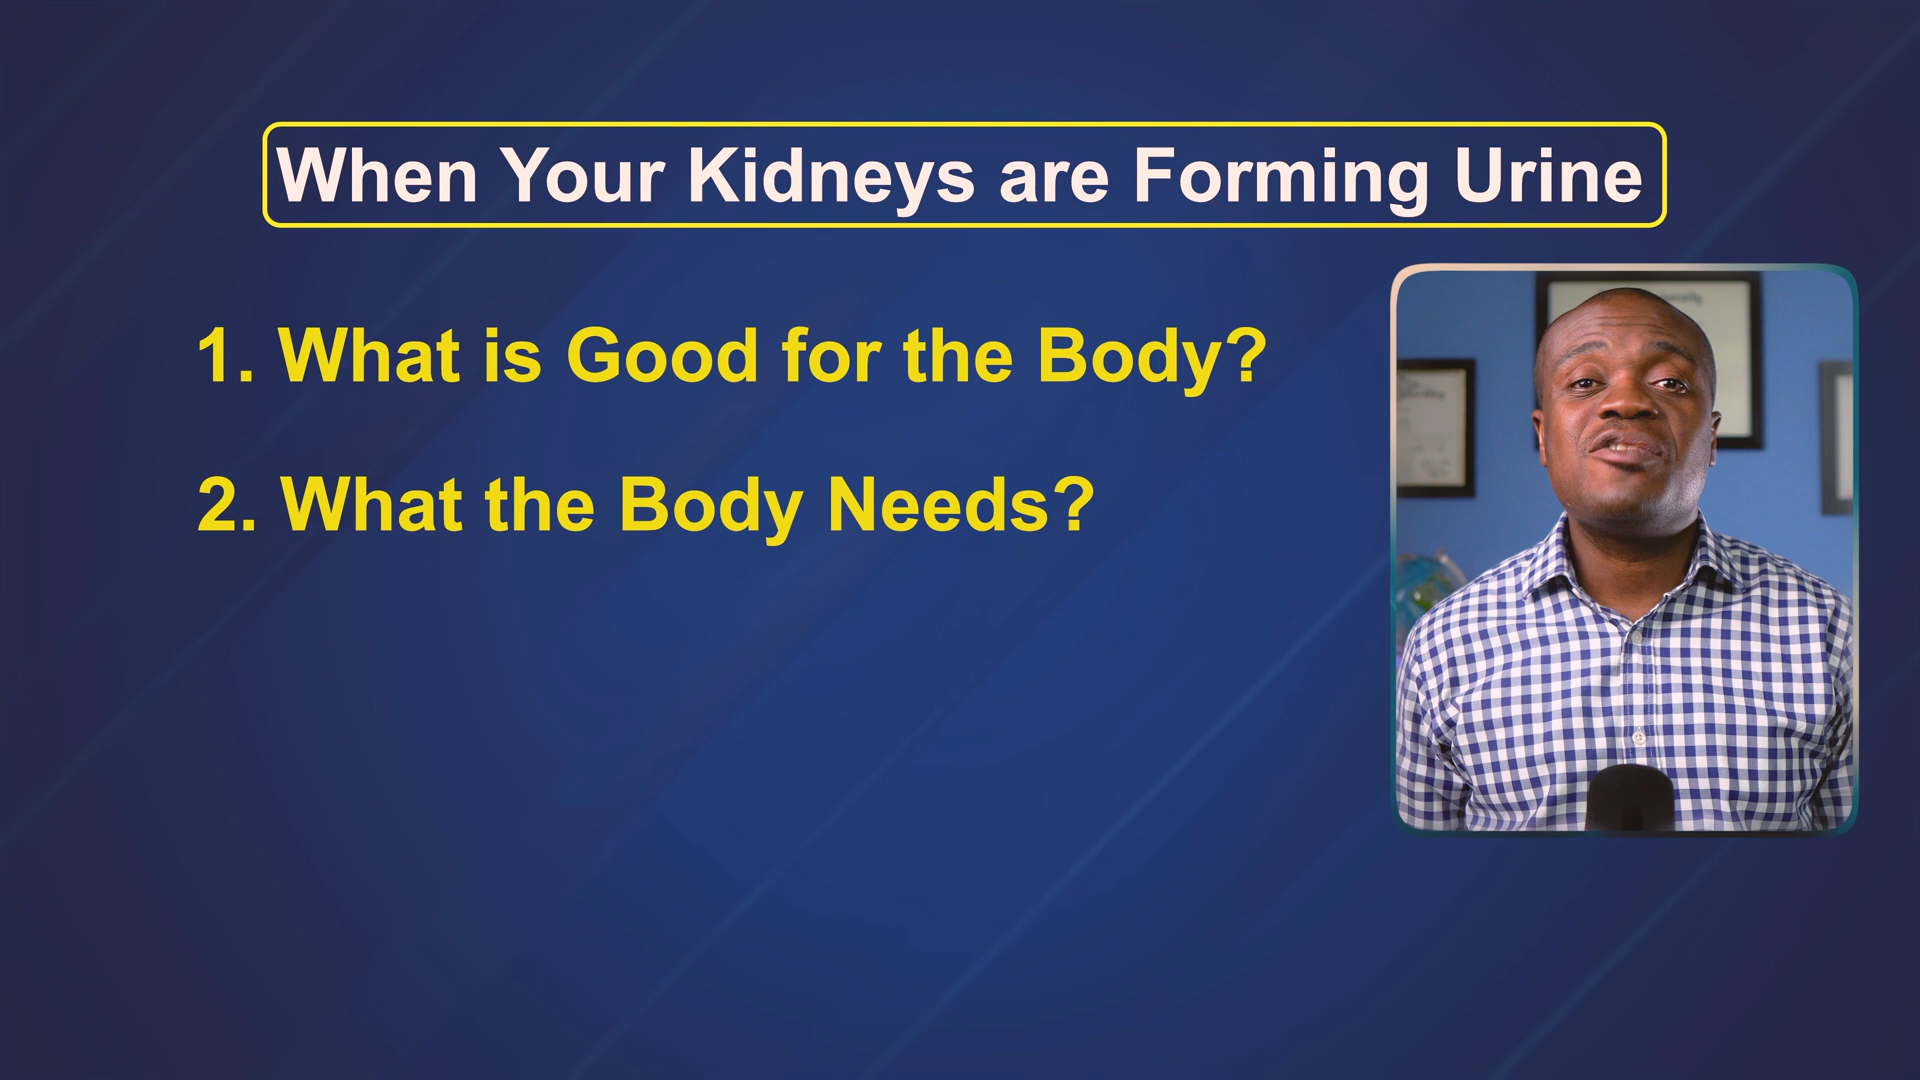 When Your Kidneys are Forming Urine
1. What is Good for the Body?
2. What the Body Needs?